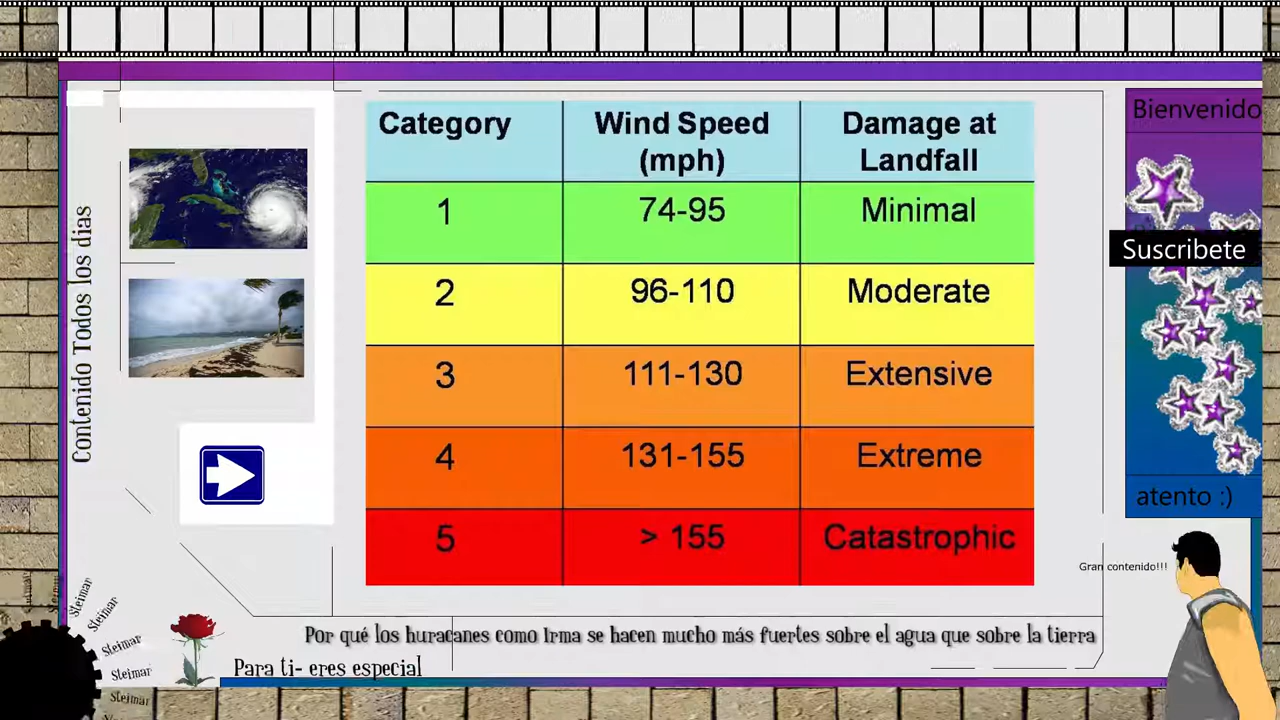 Category
Wind Speed
(mph)
Damage at
Landfall
1
74-95
Minimal
2
96-110
Moderate
3
111-130
Extensive
4
131-155
Extreme
5
> 155
Catastrophic
Contenido Todos los dias
Bienvenido
Suscribete
atento :)
Gran contenido!!!
Por qué los huracanes como Irma se hacen mucho más fuertes sobre el agua que sobre la tierra
Para ti- eres especial
Steimar
Steimar
Steimar
Steimar
Steimar